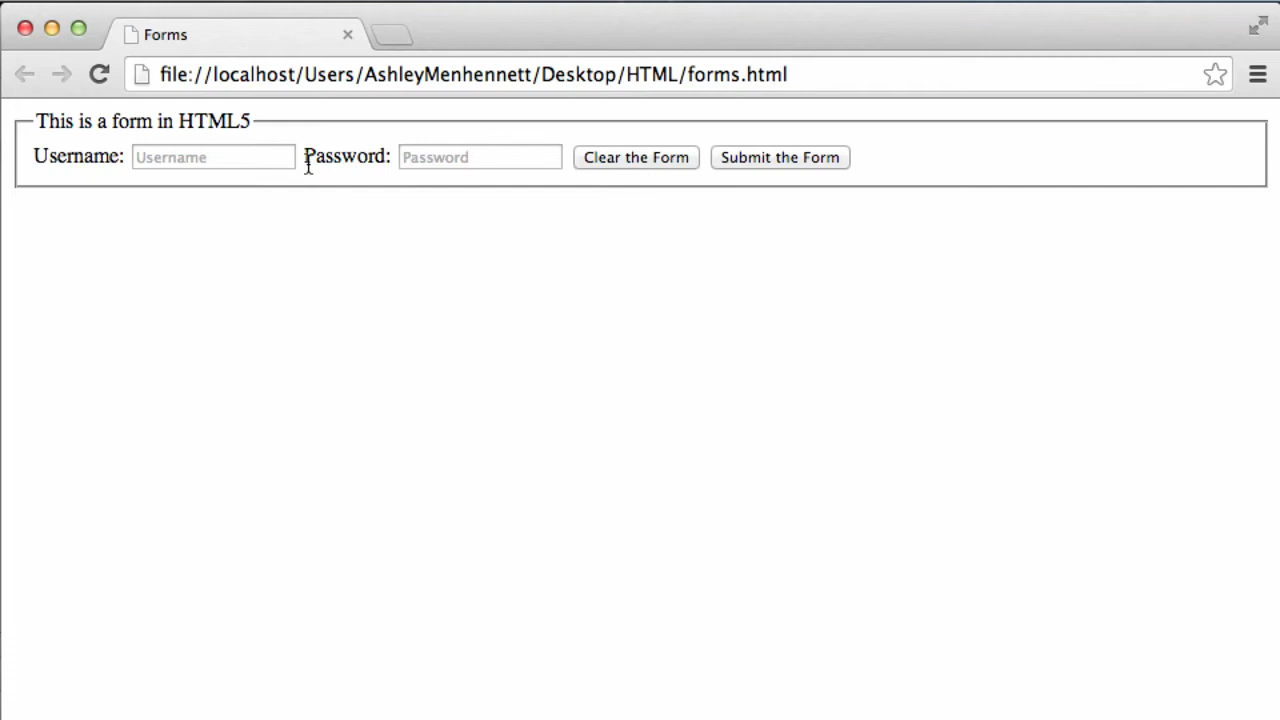 Forms
file://localhost/Users/AshleyMenhennett/Desktop/HTML/forms.html
This is a form in HTML5
Username: Username Password: Password Clear the Form Submit the Form